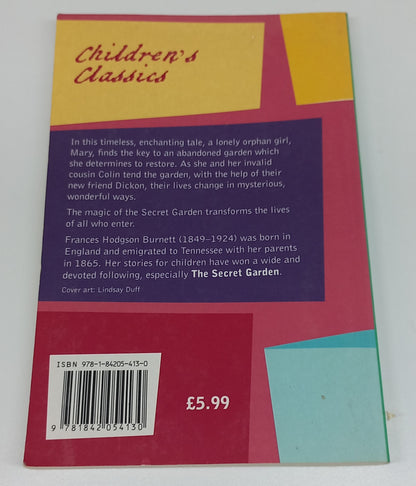 Children's
Classics
In this timeless, enchanting tale, a lonely orphan girl,
Mary, finds the key to an abandoned garden which
she determines to restore. As she and her invalid
cousin Colin tend the garden, with the help of their
new friend Dickon, their lives change in mysterious,
wonderful ways.
The magic of the Secret Garden transforms the lives
of all who enter.
Frances Hodgson Burnett (1849–1924) was born in
England and emigrated to Tennessee with her parents
in 1865. Her stories for children have won a wide and
devoted following, especially The Secret Garden.
Cover art: Lindsay Duff
ISBN 978-1-84205-413-0
£5.99
9 781842 054130